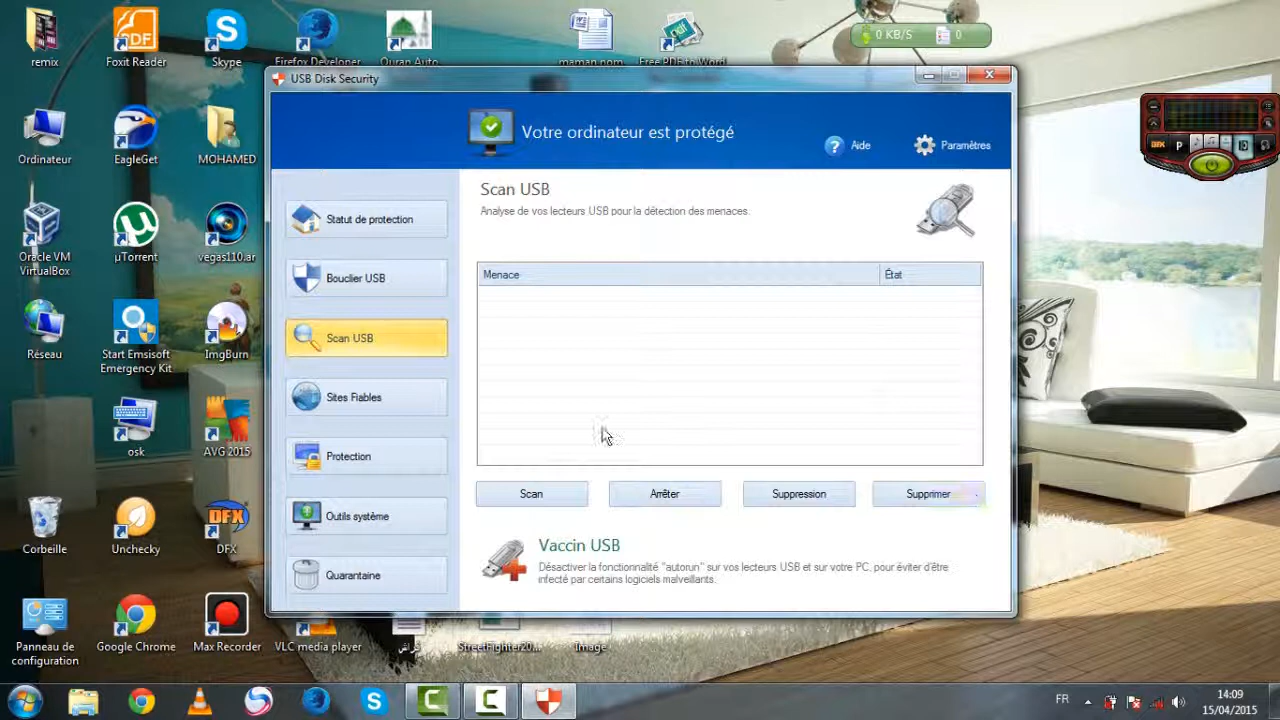 remix
Foxit Reader
Skype
Firefox Developer
Quran Auto
maman.nom
Free PDF to Word
0 KB/S
0
USB Disk Security
Votre ordinateur est protégé
Aide
Paramètres
Ordinateur
EagleGet
MOHAMED
Statut de protection
Scan USB
Analyse de vos lecteurs USB pour la détection des menaces.
Oracle VM
VirtualBox
µTorrent
vegas110.ar
Bouclier USB
Menace
État
Réseau
Start Emsisoft
Emergency Kit
ImgBurn
Scan USB
Sites Fiables
osk
AVG 2015
Protection
Scan
Arrêter
Suppression
Supprimer
Corbeille
Unchecky
DFX
Outils système
Vaccin USB
Désactiver la fonctionnalité "autorun" sur vos lecteurs USB et sur votre PC, pour éviter d'être
infecté par certains logiciels malveillants.
Quarantaine
Panneau de
configuration
Google Chrome
Max Recorder
VLC media player
StreetFighter20...
Image
FR
14:09
15/04/2015